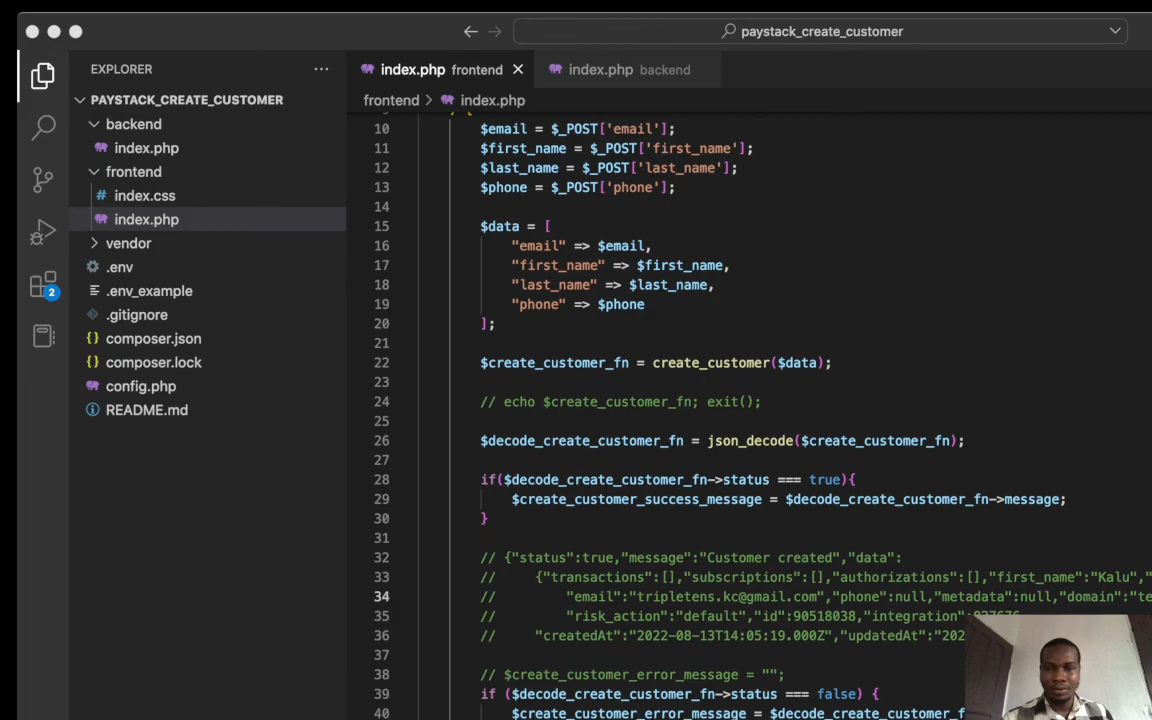 paystack_create_customer
EXPLORER
index.php frontend
index.php backend
PAYSTACK_CREATE_CUSTOMER
frontend > index.php
backend
index.php
frontend
index.css
index.php
vendor
.env
.env_example
.gitignore
composer.json
composer.lock
config.php
README.md
2
10 $email = $_POST['email'];
11 $first_name = $_POST['first_name'];
12 $last_name = $_POST['last_name'];
13 $phone = $_POST['phone'];
14
15 $data = [
16 "email" => $email,
17 "first_name" => $first_name,
18 "last_name" => $last_name,
19 "phone" => $phone
20 ];
21
22 $create_customer_fn = create_customer($data);
23
24 // echo $create_customer_fn; exit();
25
26 $decode_create_customer_fn = json_decode($create_customer_fn);
27
28 if($decode_create_customer_fn->status === true){
29 $create_customer_success_message = $decode_create_customer_fn->message;
30 }
31
32 // {"status":true,"message":"Customer created","data":
33 // {"transactions":[],"subscriptions":[],"authorizations":[],"first_name":"Kalu","
34 // "email":"tripletens.kc@gmail.com","phone":null,"metadata":null,"domain":"te
35 // "risk_action":"default","id":90518038,"integration":
36 // "createdAt":"2022-08-13T14:05:19.000Z","updatedAt":"202
37
38 // $create_customer_error_message = "";
39 if ($decode_create_customer_fn->status === false) {
40 $create_customer_error_message = $decode_create_customer_f